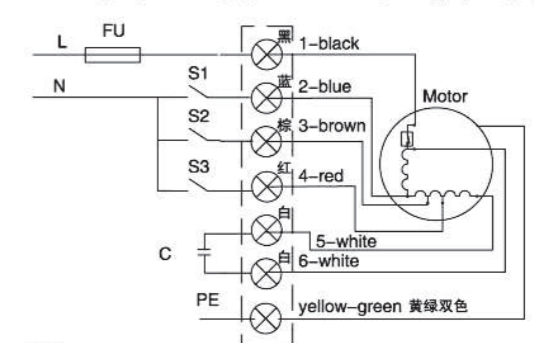 FU
L
黑 1-black
S1
N
蓝 2-blue
Motor
S2
棕 3-brown
S3
红 4-red
白
5-white
C
白 6-white
PE
yellow-green 黄绿双色